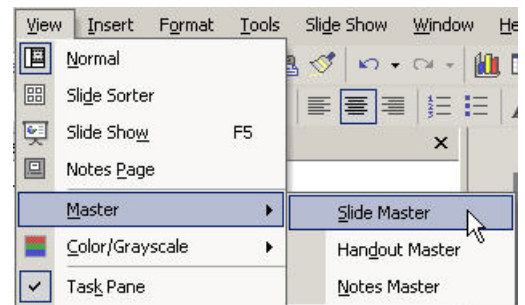 View Insert Format Tools Slide Show Window He
Normal
Slide Sorter
Slide Show F5
Notes Page
Master Slide Master
Color/Grayscale Handout Master
Task Pane Notes Master